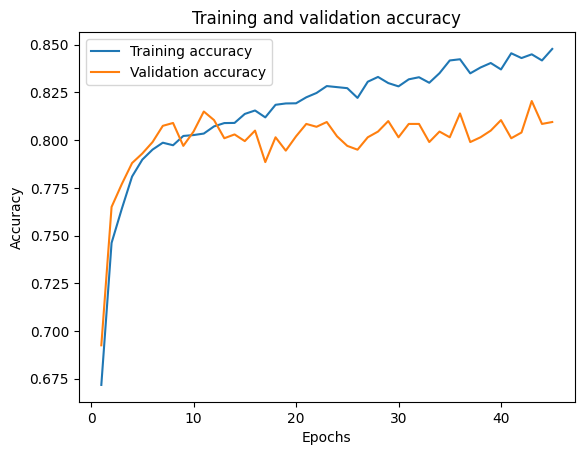 Training and validation accuracy
Training accuracy
Validation accuracy
0.850
0.825
0.800
0.775
0.750
0.725
0.700
0.675
Accuracy
0 10 20 30 40
Epochs